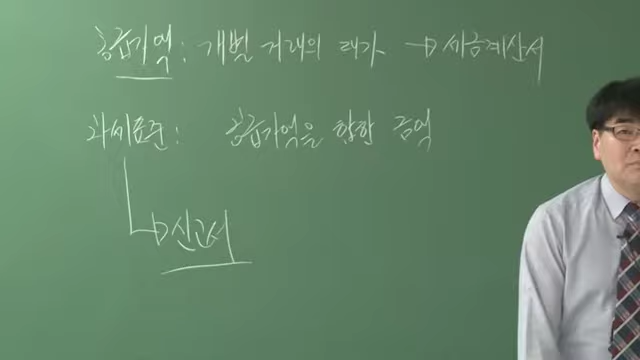 공급가액 : 개별 거래의 대가 → 세금계산서
과세표준 : 공급가액을 합한 금액
↳ 신고서